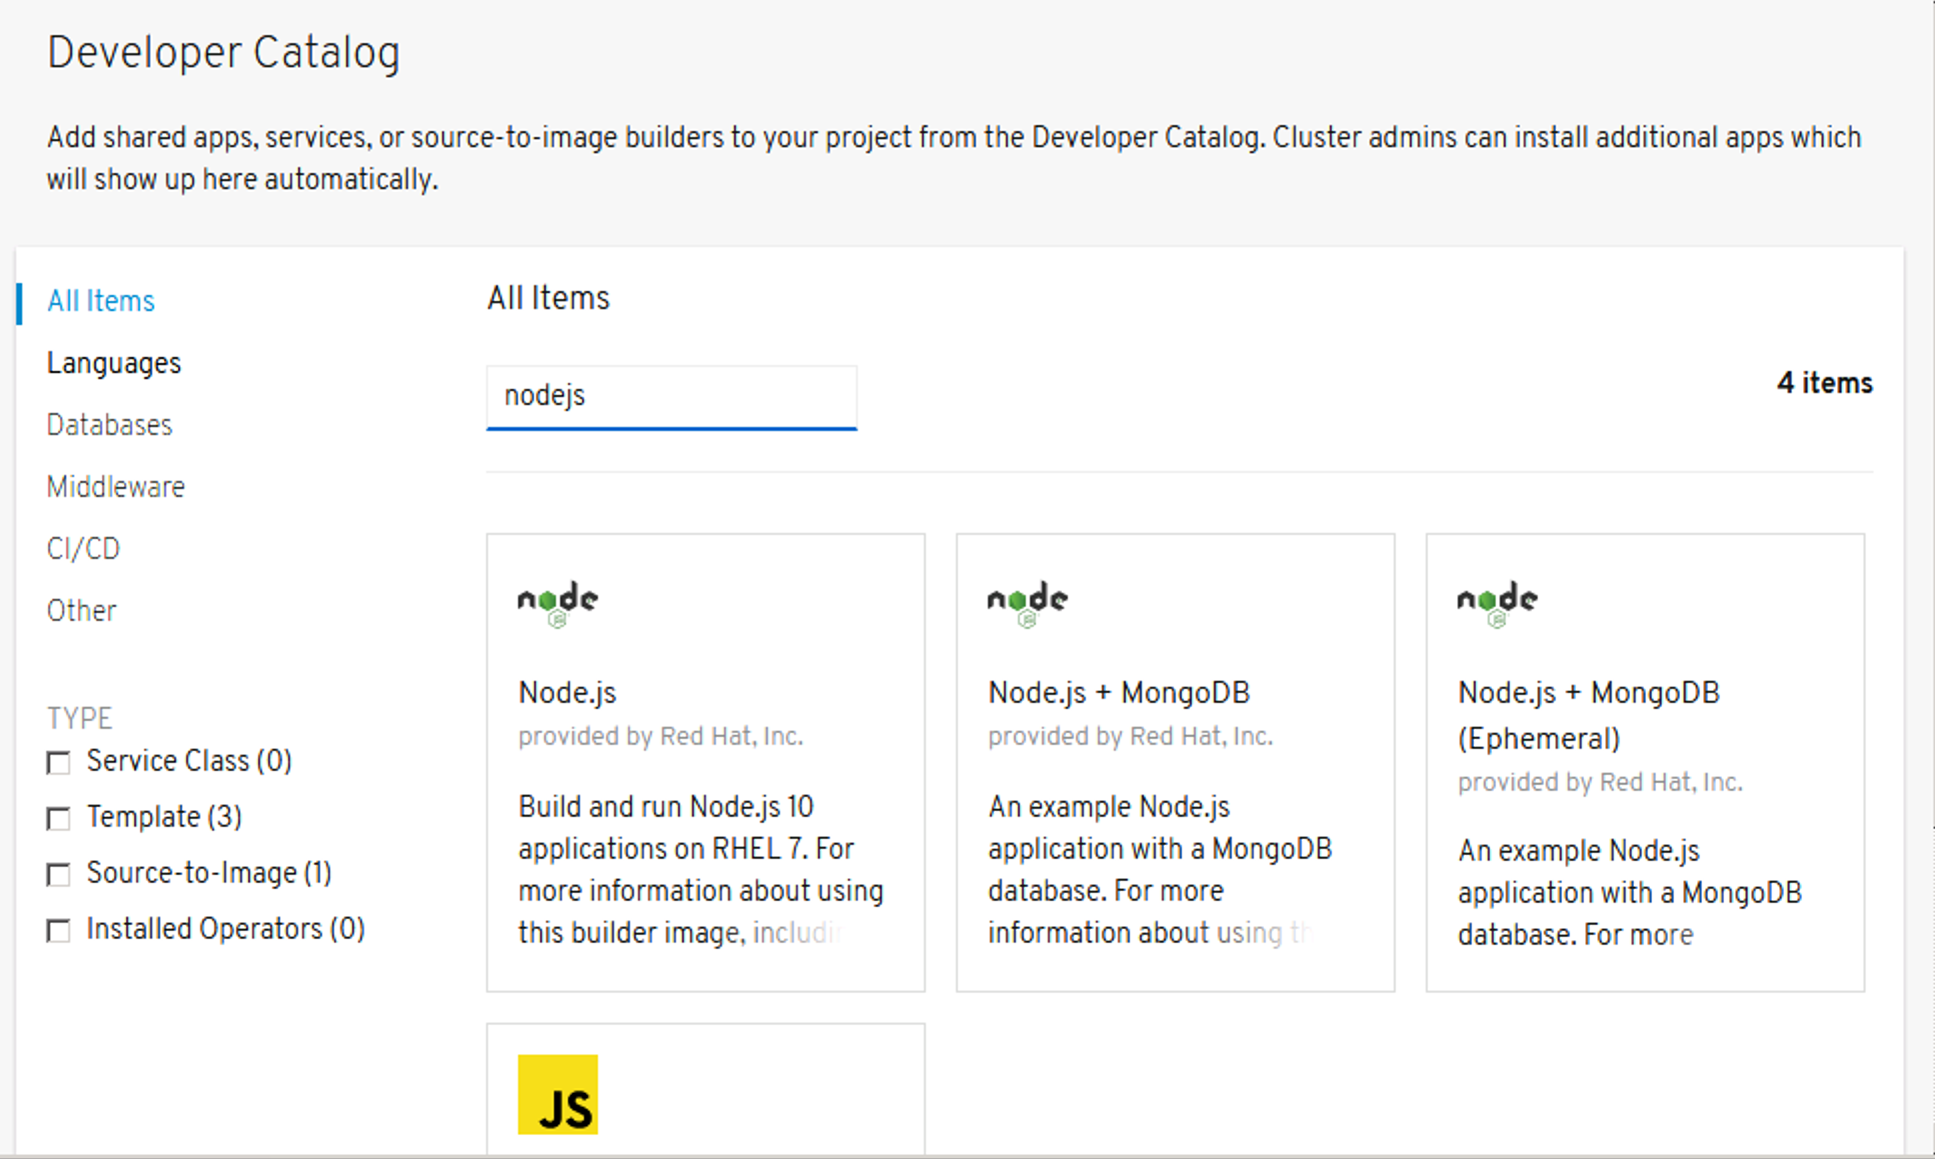 Developer Catalog
Add shared apps, services, or source-to-image builders to your project from the Developer Catalog. Cluster admins can install additional apps which
will show up here automatically.
All Items
Languages
Databases
Middleware
CI/CD
Other
TYPE
Service Class (0)
Template (3)
Source-to-Image (1)
Installed Operators (0)
All Items
nodejs
4 items
node
JS
Node.js
provided by Red Hat, Inc.
Build and run Node.js 10
applications on RHEL 7. For
more information about using
this builder image,
node
JS
Node.js + MongoDB
provided by Red Hat, Inc.
An example Node.js
application with a MongoDB
database. For more
information about using
node
JS
Node.js + MongoDB
(Ephemeral)
provided by Red Hat, Inc.
An example Node.js
application with a MongoDB
database. For more
JS